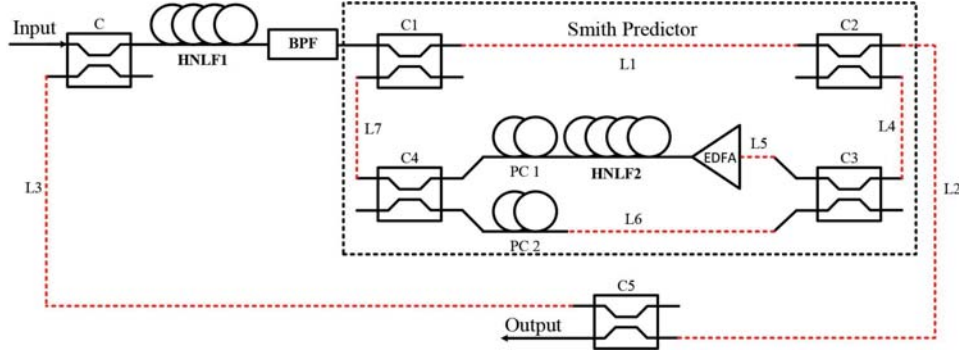 Input
C
HNLF1
BPF
C1
Smith Predictor
L1
C2
L7
L4
C4
PC 1
HNLF2
EDFA
L5
C3
L3
L2
PC 2
L6
C5
Output